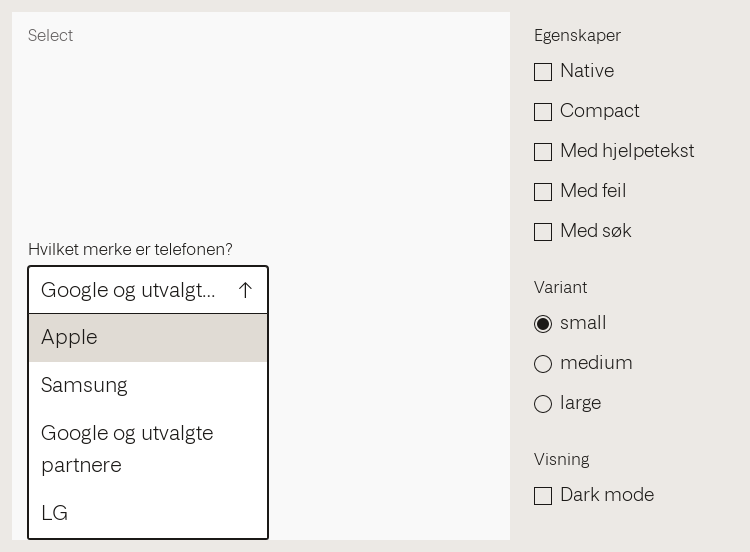 Select
Hvilket merke er telefonen?
Google og utvalgt...
Apple
Samsung
Google og utvalgte
partnere
LG
Egenskaper
Native
Compact
Med hjelpetekst
Med feil
Med søk
Variant
small
medium
large
Visning
Dark mode